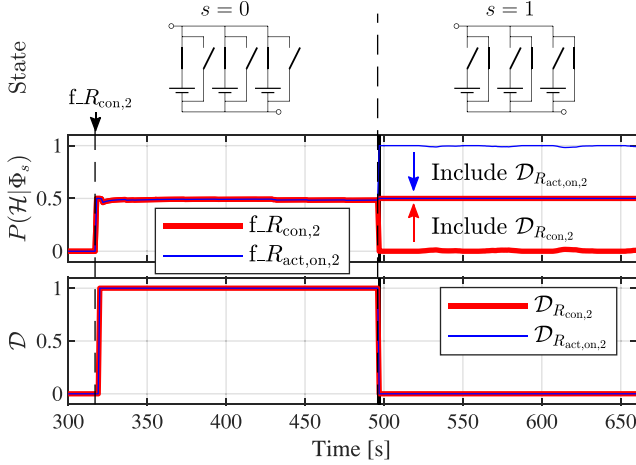 s = 0
s = 1
State
f_R_con,2
P(H|Φ̄_s)
1
0.5
0
Include D_R_act,on,2
Include D_R_con,2
f_R_con,2
f_R_act,on,2
D
1
0.5
0
D_R_con,2
D_R_act,on,2
300 350 400 450 500 550 600 650
Time [s]